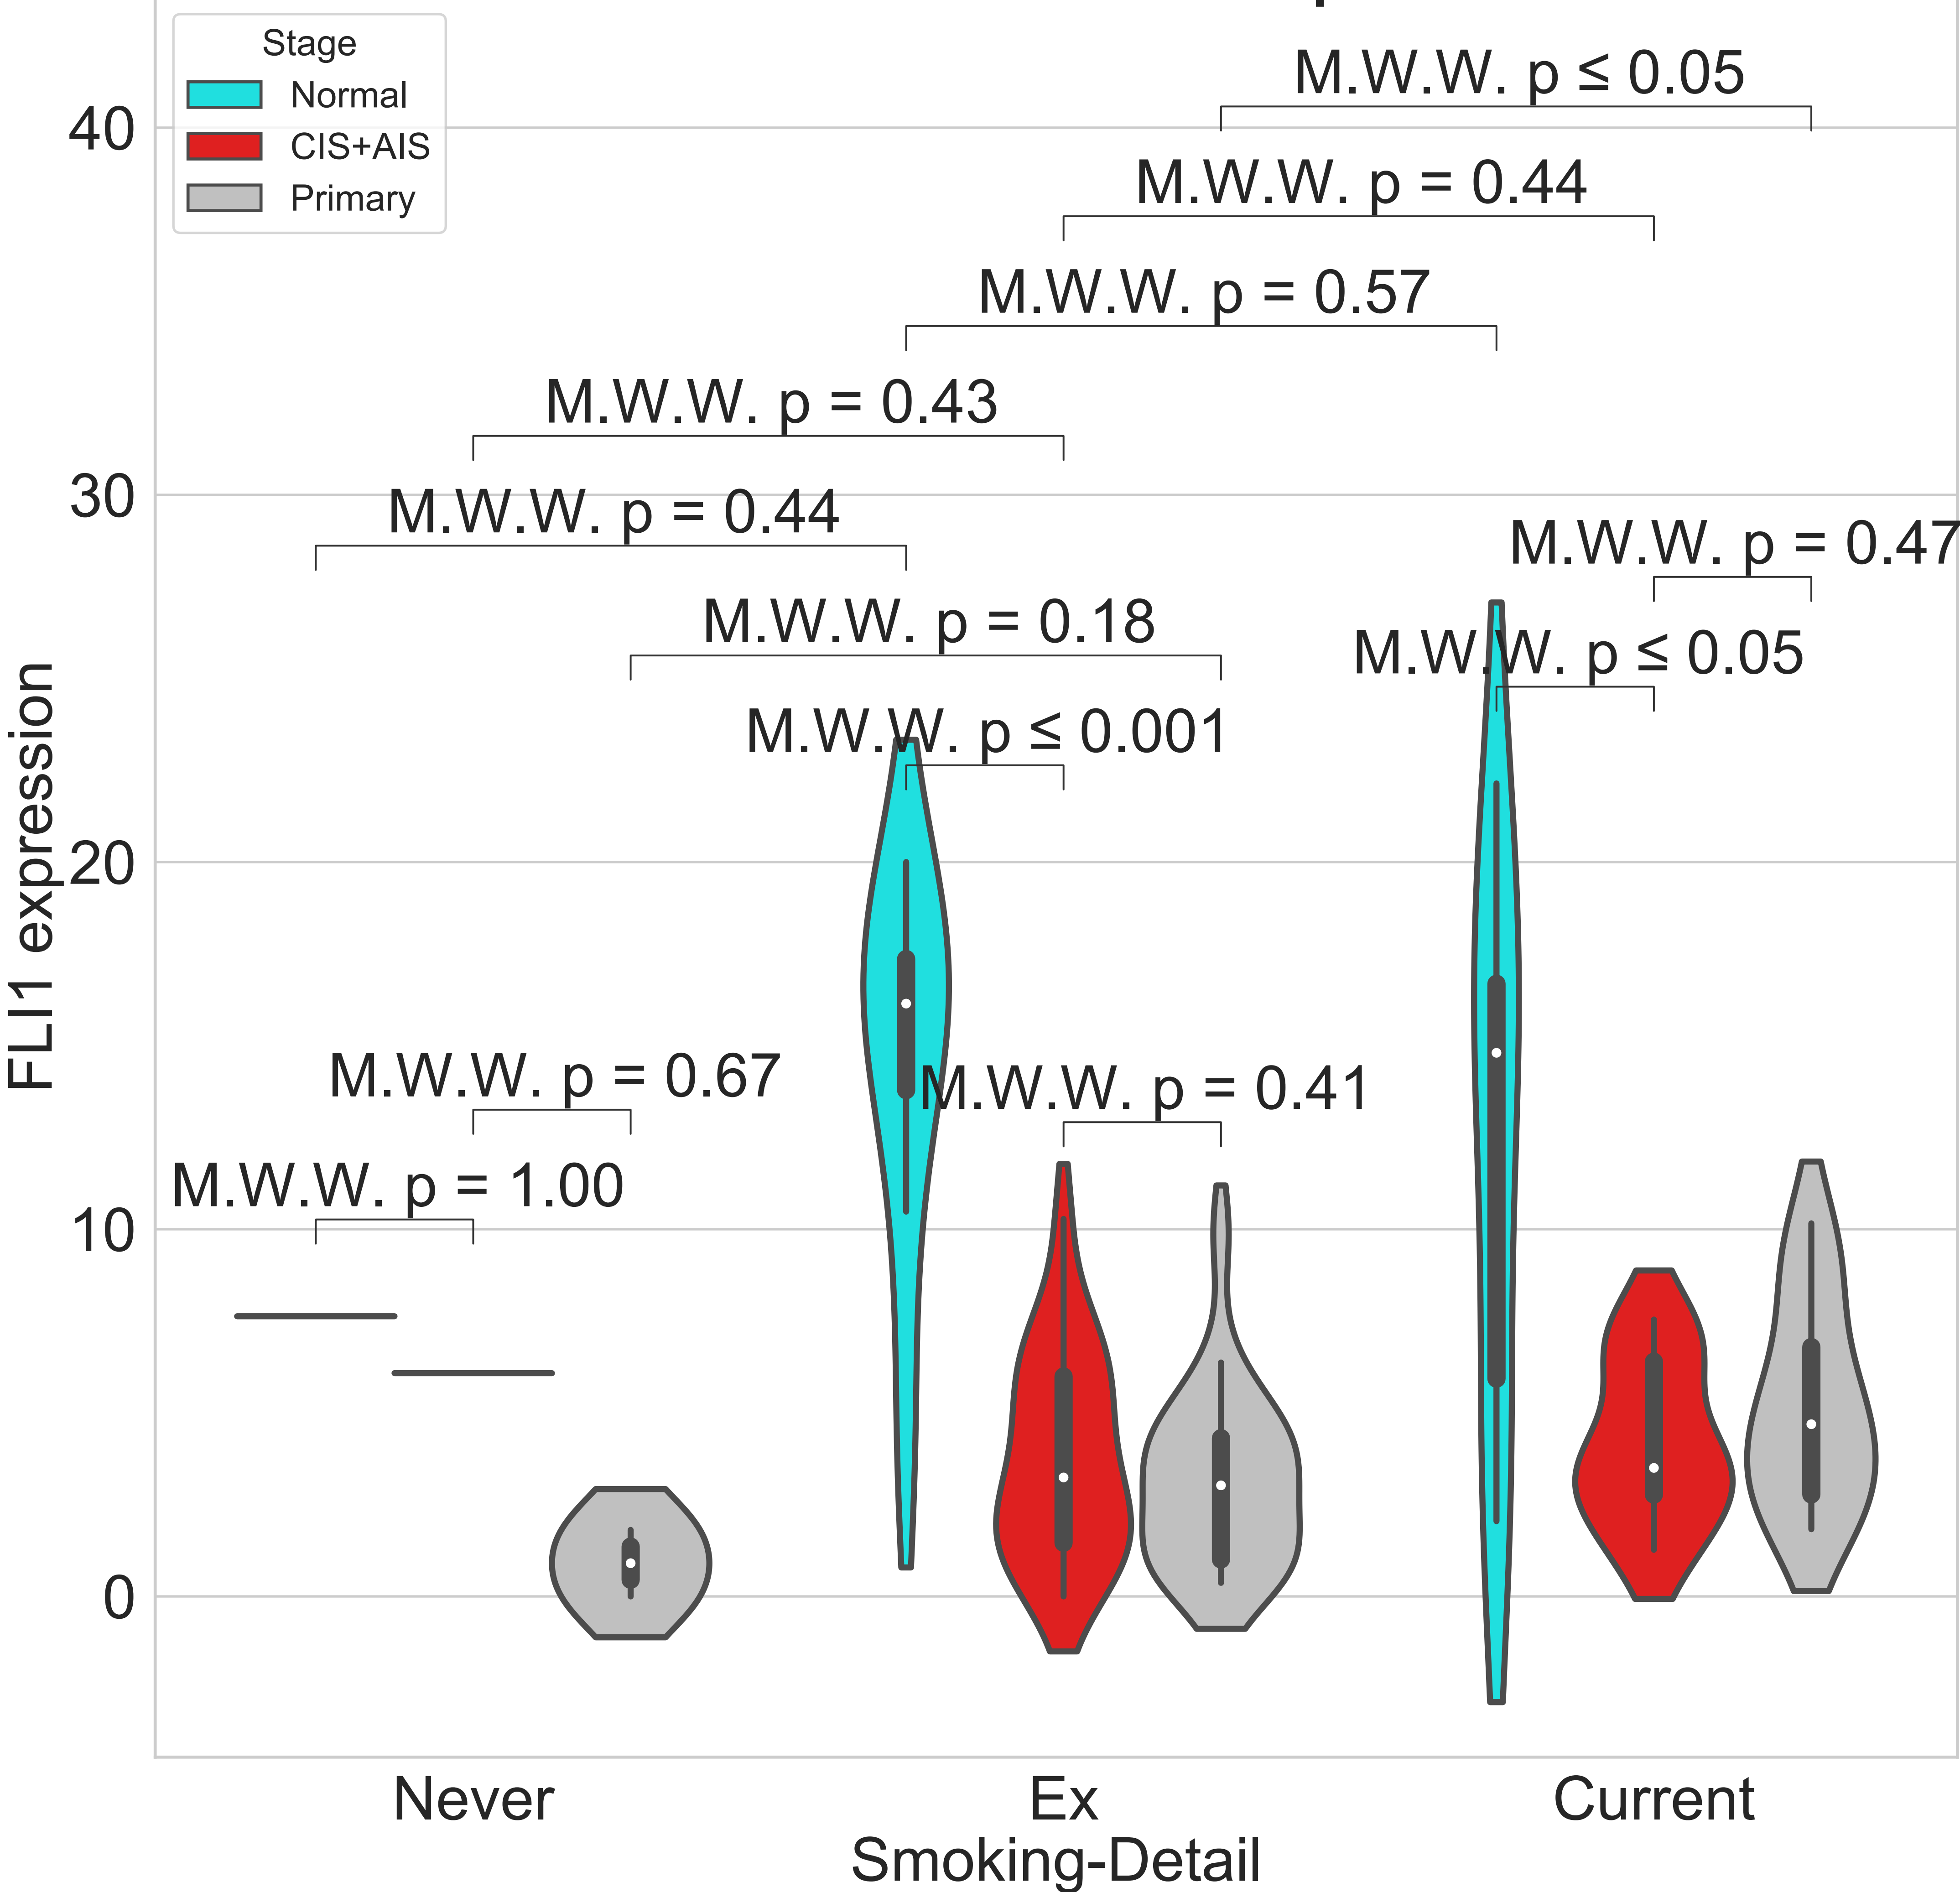 Stage
Normal
CIS+AIS
Primary
M.W.W. p ≤ 0.05
M.W.W. p = 0.44
M.W.W. p = 0.57
M.W.W. p = 0.43
M.W.W. p = 0.44
M.W.W. p = 0.47
M.W.W. p = 0.18
M.W.W. p ≤ 0.05
M.W.W. p ≤ 0.001
M.W.W. p = 0.67
M.W.W. p = 0.41
M.W.W. p = 1.00
40
30
20
10
0
FLI1 expression
Never
Ex
Current
Smoking-Detail